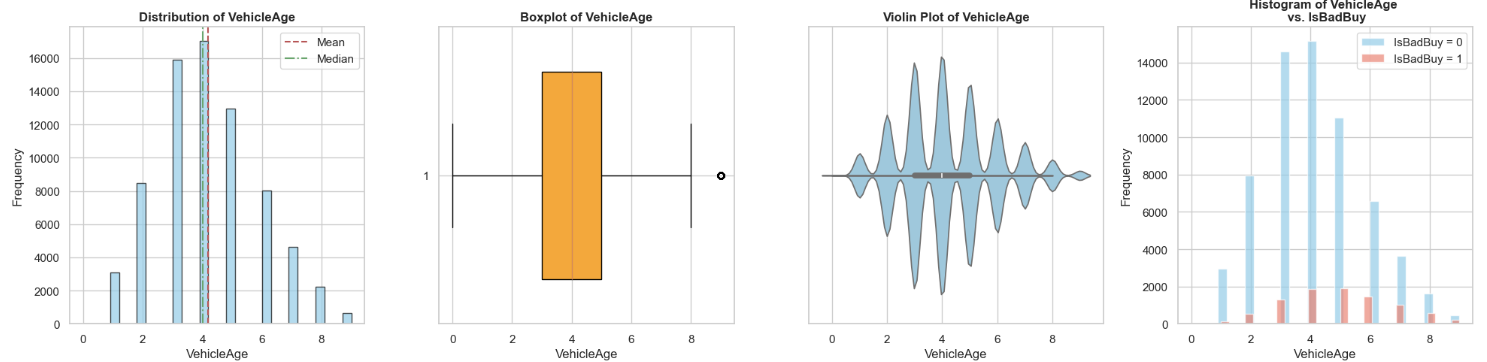 Distribution of VehicleAge
Mean
Median
16000
14000
12000
10000
8000
6000
4000
2000
0
Frequency
0 2 4 6 8
VehicleAge
Boxplot of VehicleAge
1
0 2 4 6 8
VehicleAge
Violin Plot of VehicleAge
0 2 4 6 8
VehicleAge
Histogram of VehicleAge
vs. IsBadBuy
IsBadBuy = 0
IsBadBuy = 1
14000
12000
10000
8000
6000
4000
2000
0
Frequency
0 2 4 6 8
VehicleAge